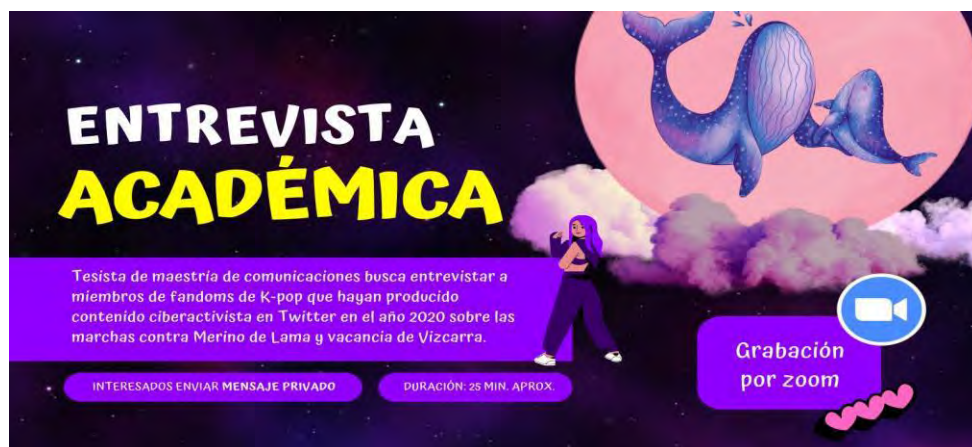 ENTREVISTA
ACADÉMICA
Tesista de maestría de comunicaciones busca entrevistar a
miembros de fandoms de K-pop que hayan producido
contenido ciberactivista en Twitter en el año 2020 sobre las
marchas contra Merino de Lama y vacancia de Vizcarra.
INTERESADOS ENVIAR MENSAJE PRIVADO
DURACIÓN: 25 MIN. APROX.
Grabación
por zoom